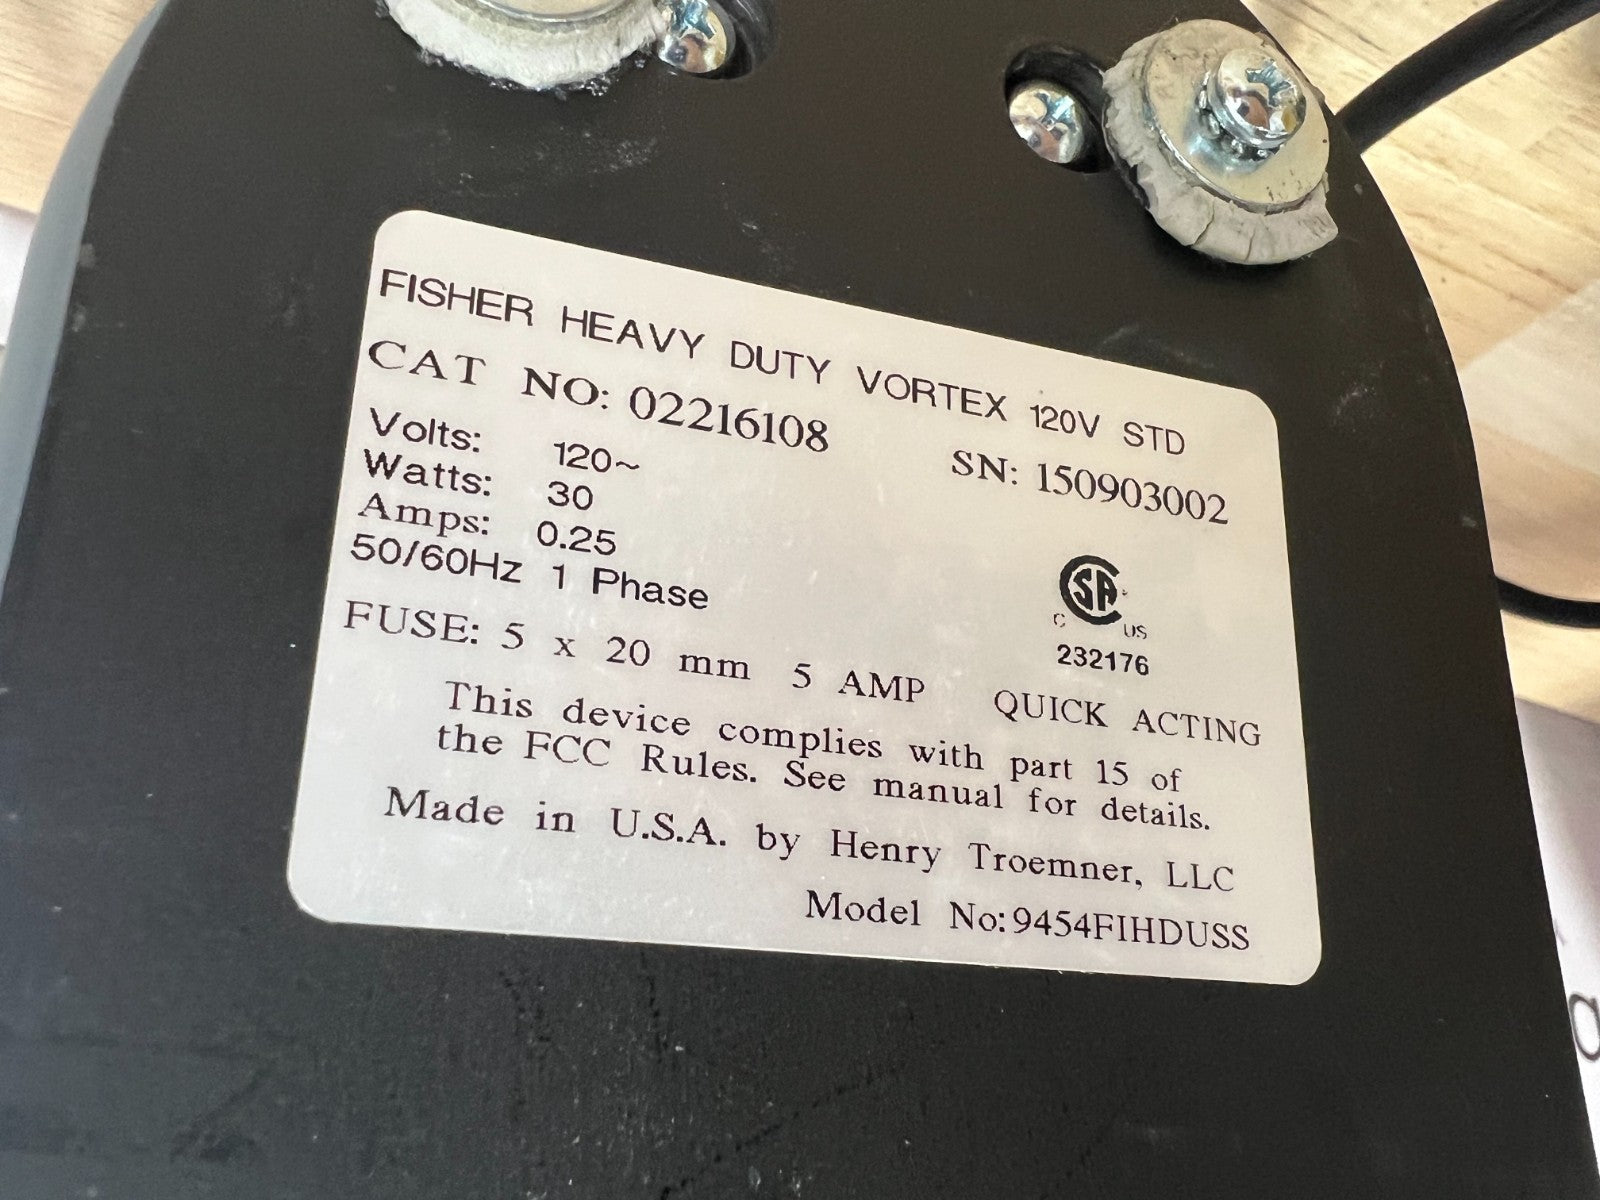 FISHER HEAVY DUTY VORTEX 120V STD
CAT NO: 02216108 SN: 150903002
Volts: 120~
Watts: 30
Amps: 0.25
50/60Hz 1 Phase
CSA
C US
232176
FUSE: 5 x 20 mm 5 AMP QUICK ACTING
This device complies with part 15 of
the FCC Rules. See manual for details.
Made in U.S.A. by Henry Troemner, LLC
Model No:9454FIHDUSS
a